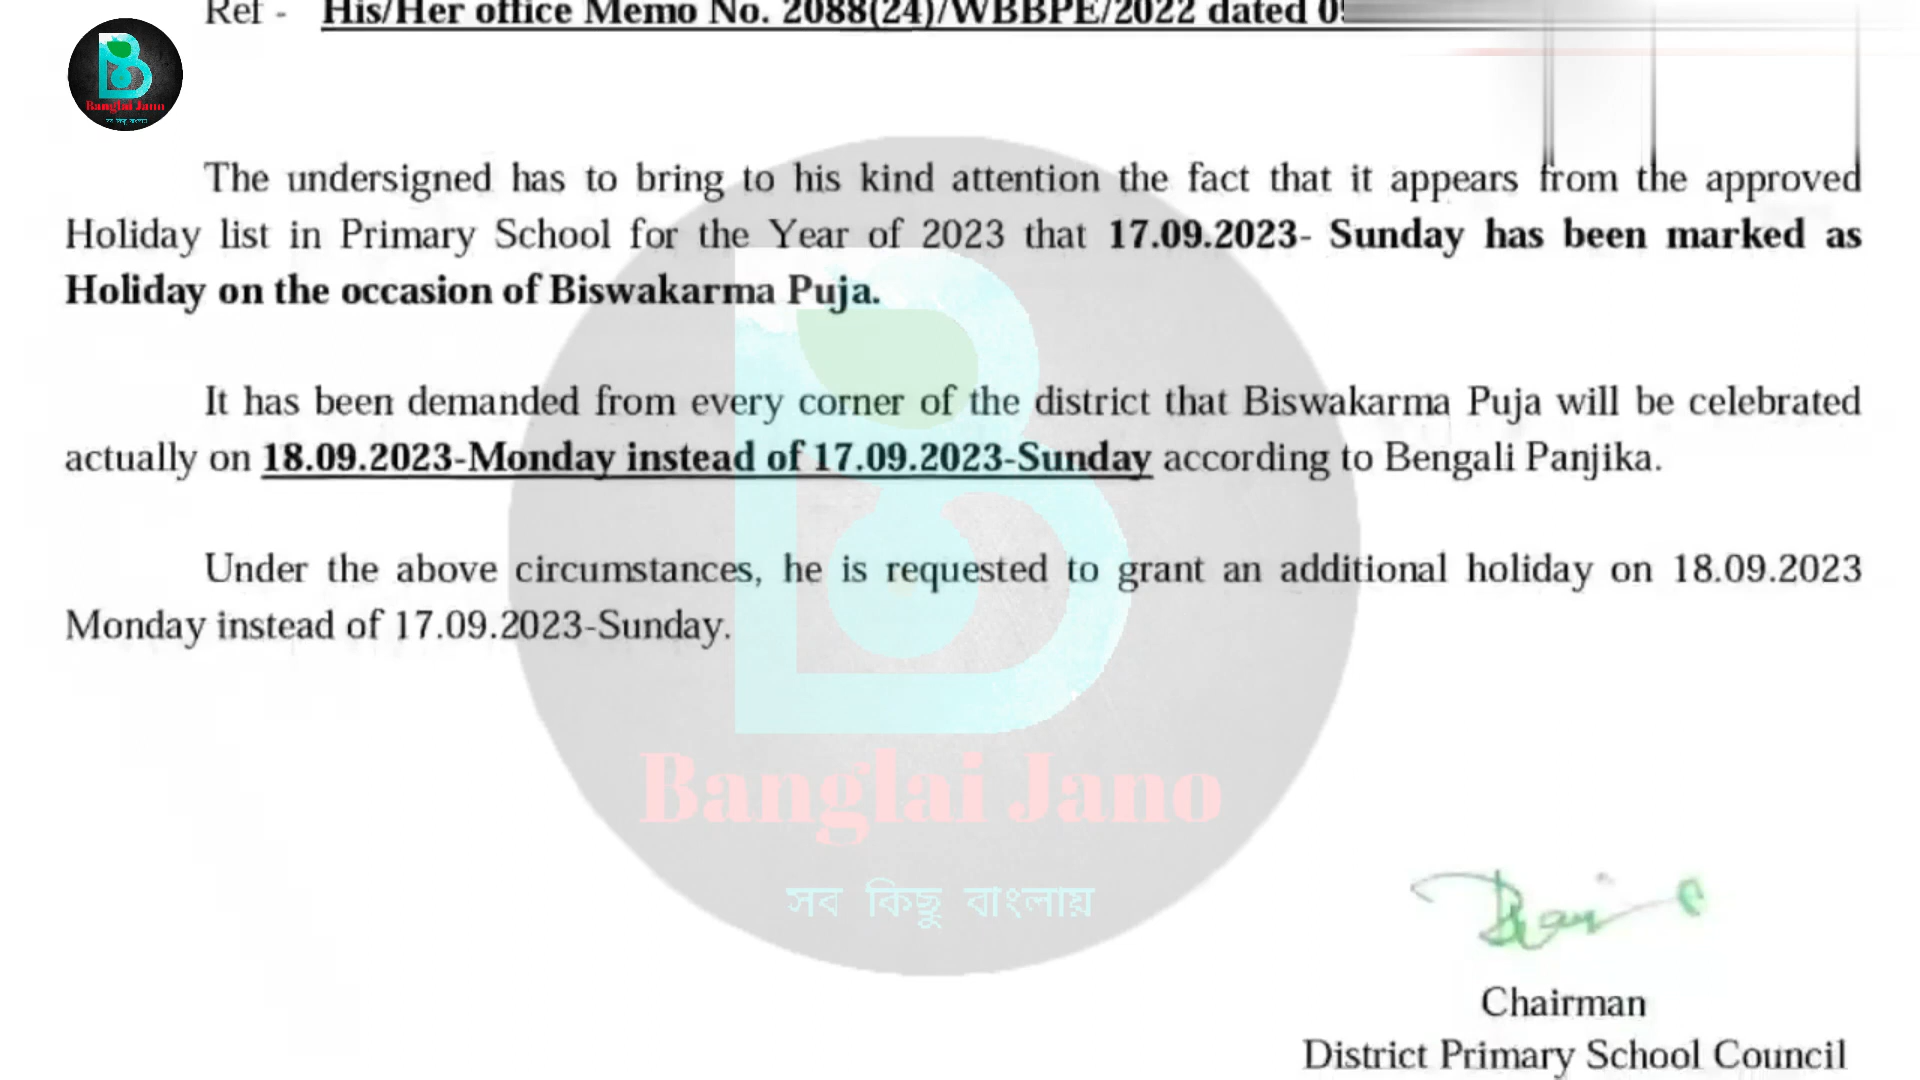 Ref - His/Her office Memo No. 2088(24)/WBBPE/2022 dated
Banglai Jano
সব কিছু বাংলায়
The undersigned has to bring to his kind attention the fact that it appears from the approved
Holiday list in Primary School for the Year of 2023 that 17.09.2023- Sunday has been marked as
Holiday on the occasion of Biswakarma Puja.
It has been demanded from every corner of the district that Biswakarma Puja will be celebrated
actually on 18.09.2023-Monday instead of 17.09.2023-Sunday according to Bengali Panjika.
Under the above circumstances, he is requested to grant an additional holiday on 18.09.2023
Monday instead of 17.09.2023-Sunday.
Banglai Jano
সব কিছু বাংলায়
Chairman
District Primary School Council